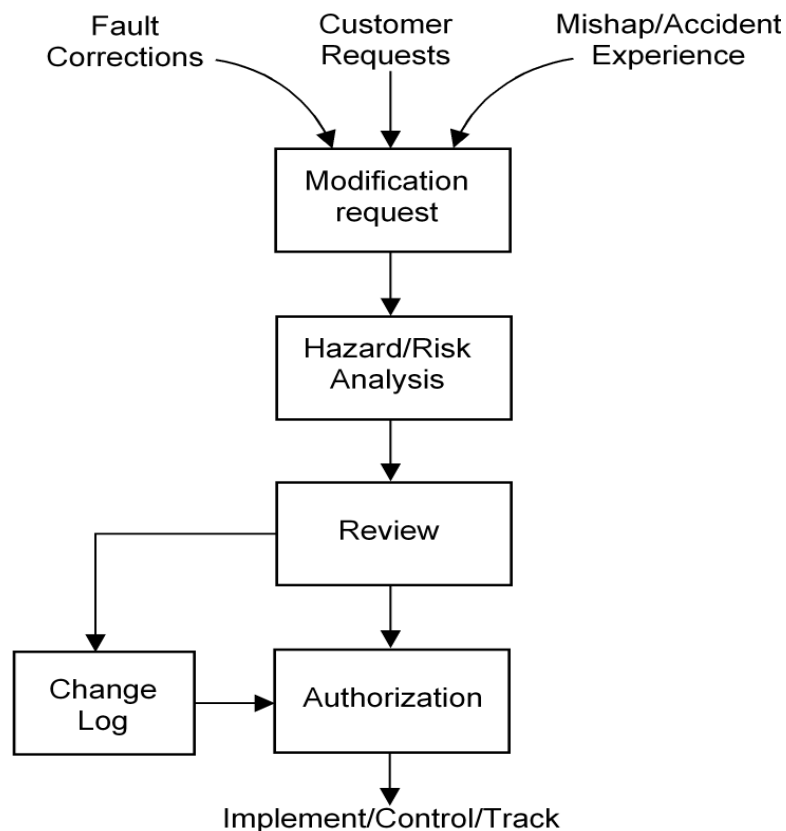 Fault
Corrections
Customer
Requests
Mishap/Accident
Experience
Modification
request
Hazard/Risk
Analysis
Review
Change
Log
Authorization
Implement/Control/Track